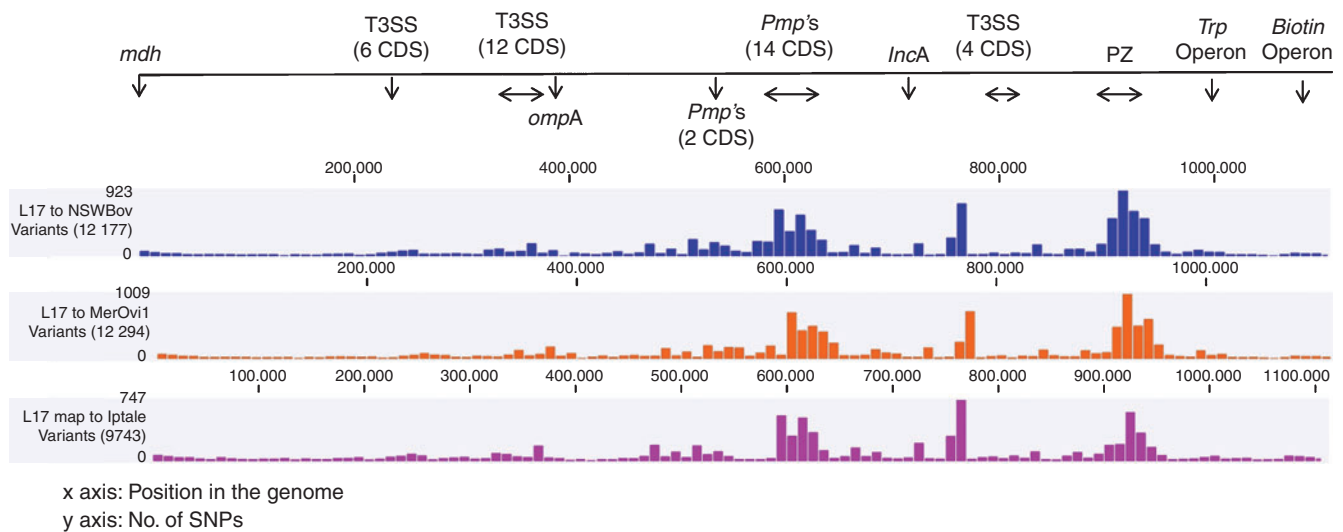 mdh
T3SS
(6 CDS)
T3SS
(12 CDS)
ompA
Pmp's
(2 CDS)
Pmp's
(14 CDS)
IncA
T3SS
(4 CDS)
PZ
Trp
Operon
Biotin
Operon
200.000 400.000 600.000 800.000 1000.000
923
L17 to NSWBov
Variants (12 177)
0
200.000 400.000 600.000 800.000 1000.000
1009
L17 to MerOvi1
Variants (12 294)
0
100.000 200.000 300.000 400.000 500.000 600.000 700.000 800.000 900.000 1000.000 1100.000
747
L17 map to Iptale
Variants (9743)
0
x axis: Position in the genome
y axis: No. of SNPs